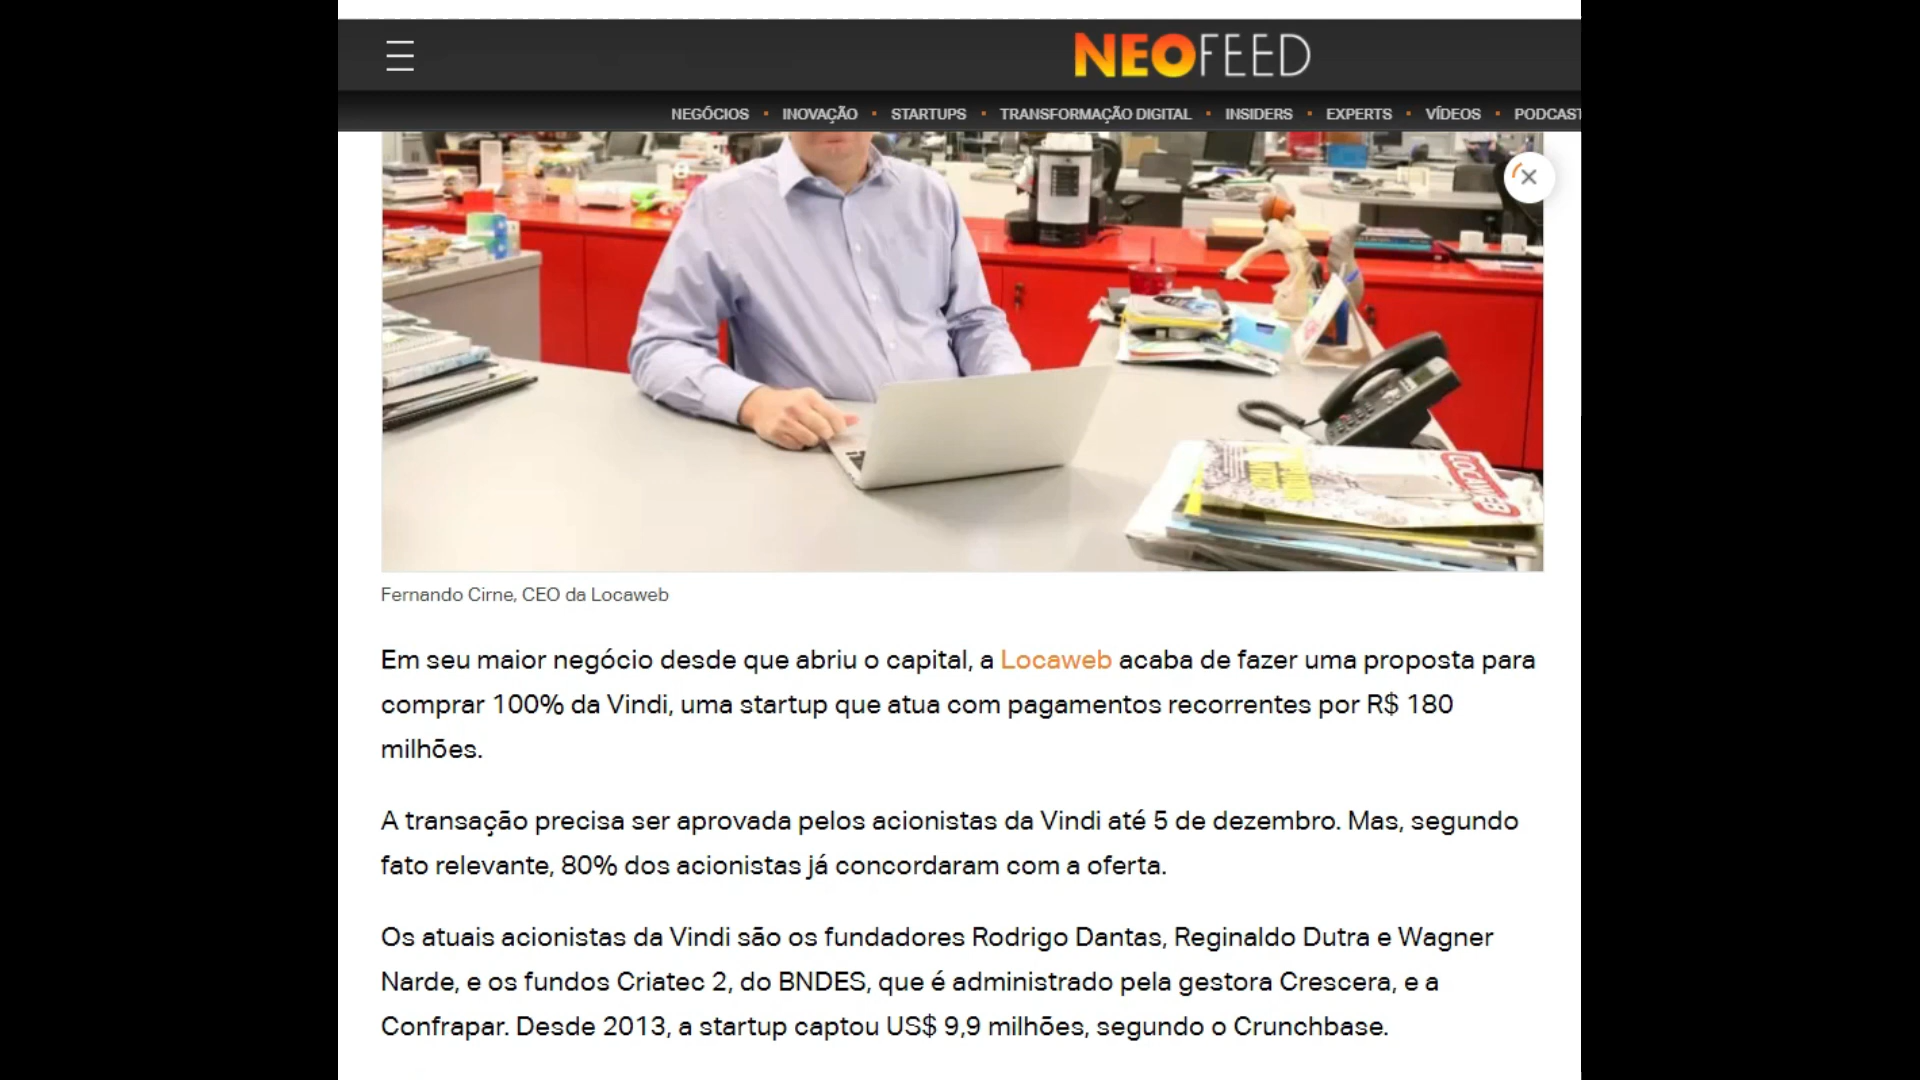 NEOFEED
NEGÓCIOS • INOVAÇÃO • STARTUPS • TRANSFORMAÇÃO DIGITAL • INSIDERS • EXPERTS • VÍDEOS • PODCAST
LOCAWEB
Fernando Cirne, CEO da Locaweb
Em seu maior negócio desde que abriu o capital, a Locaweb acaba de fazer uma proposta para
comprar 100% da Vindi, uma startup que atua com pagamentos recorrentes por R$ 180
milhões.
A transação precisa ser aprovada pelos acionistas da Vindi até 5 de dezembro. Mas, segundo
fato relevante, 80% dos acionistas já concordaram com a oferta.
Os atuais acionistas da Vindi são os fundadores Rodrigo Dantas, Reginaldo Dutra e Wagner
Narde, e os fundos Criatec 2, do BNDES, que é administrado pela gestora Crescera, e a
Confrapar. Desde 2013, a startup captou US$ 9,9 milhões, segundo o Crunchbase.